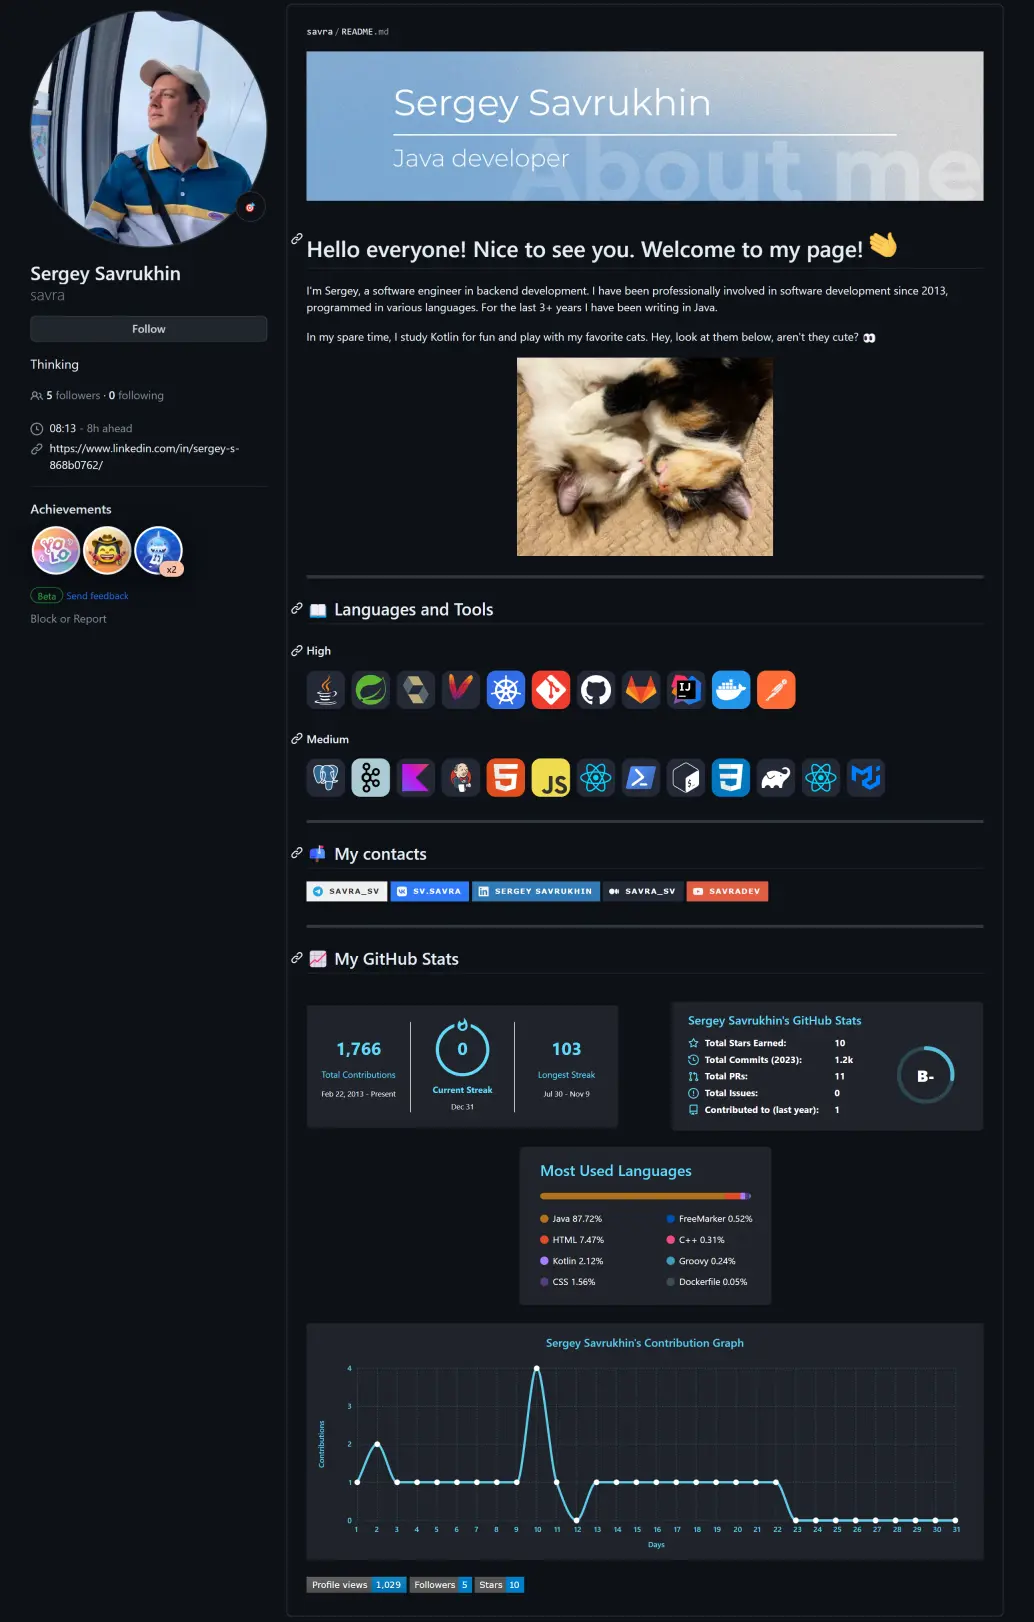 Sergey Savrukhin
savra
Follow
Thinking
5 followers · 0 following
08:13 - 8h ahead
https://www.linkedin.com/in/sergey-s-
868b0762/
Achievements
YOLO
x2
Beta Send feedback
Block or Report
savra / README.md
Sergey Savrukhin
Java developer
About me
Hello everyone! Nice to see you. Welcome to my page!
I'm Sergey, a software engineer in backend development. I have been professionally involved in software development since 2013,
programmed in various languages. For the last 3+ years I have been writing in Java.
In my spare time, I study Kotlin for fun and play with my favorite cats. Hey, look at them below, aren't they cute?
Languages and Tools
High
IJ
Medium
5 JS $ 3
My contacts
SAVRA_SV SV.SAVRA SERGEY SAVRUKHIN SAVRA_SV SAVRADEV
My GitHub Stats
1,766
Total Contributions
Feb 22, 2013 - Present
0
Current Streak
Dec 31
103
Longest Streak
Jul 30 - Nov 9
Sergey Savrukhin's GitHub Stats
Total Stars Earned: 10
Total Commits (2023): 1.2k
Total PRs: 11
Total Issues: 0
Contributed to (last year): 1
B-
Most Used Languages
Java 87.72%
HTML 7.47%
Kotlin 2.12%
CSS 1.56%
FreeMarker 0.52%
C++ 0.31%
Groovy 0.24%
Dockerfile 0.05%
Sergey Savrukhin's Contribution Graph
4
3
2
1
0
Contributions
1 2 3 4 5 6 7 8 9 10 11 12 13 14 15 16 17 18 19 20 21 22 23 24 25 26 27 28 29 30 31
Days
Profile views 1,029 Followers 5 Stars 10